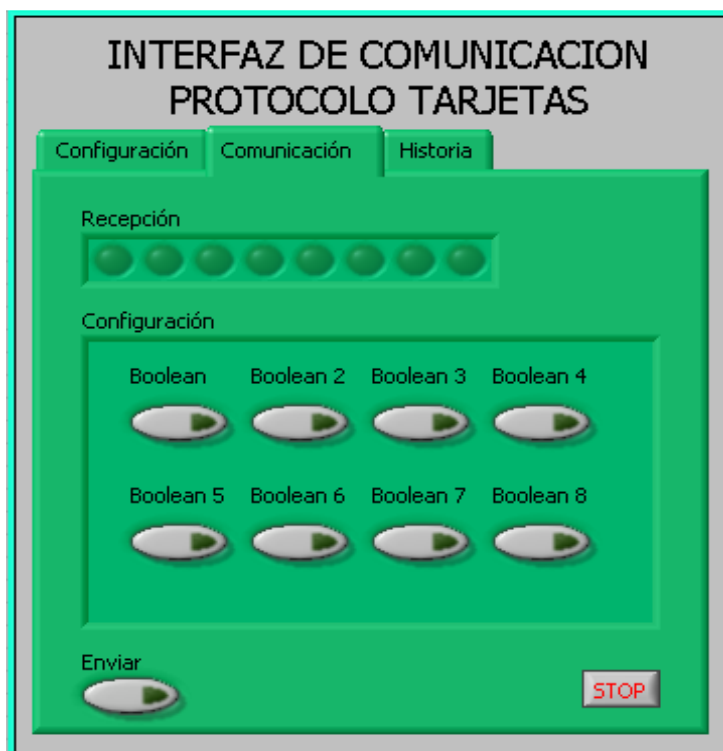 INTERFAZ DE COMUNICACION
PROTOCOLO TARJETAS
Configuración Comunicación Historia
Recepción
Configuración
Boolean Boolean 2 Boolean 3 Boolean 4
Boolean 5 Boolean 6 Boolean 7 Boolean 8
Enviar
STOP